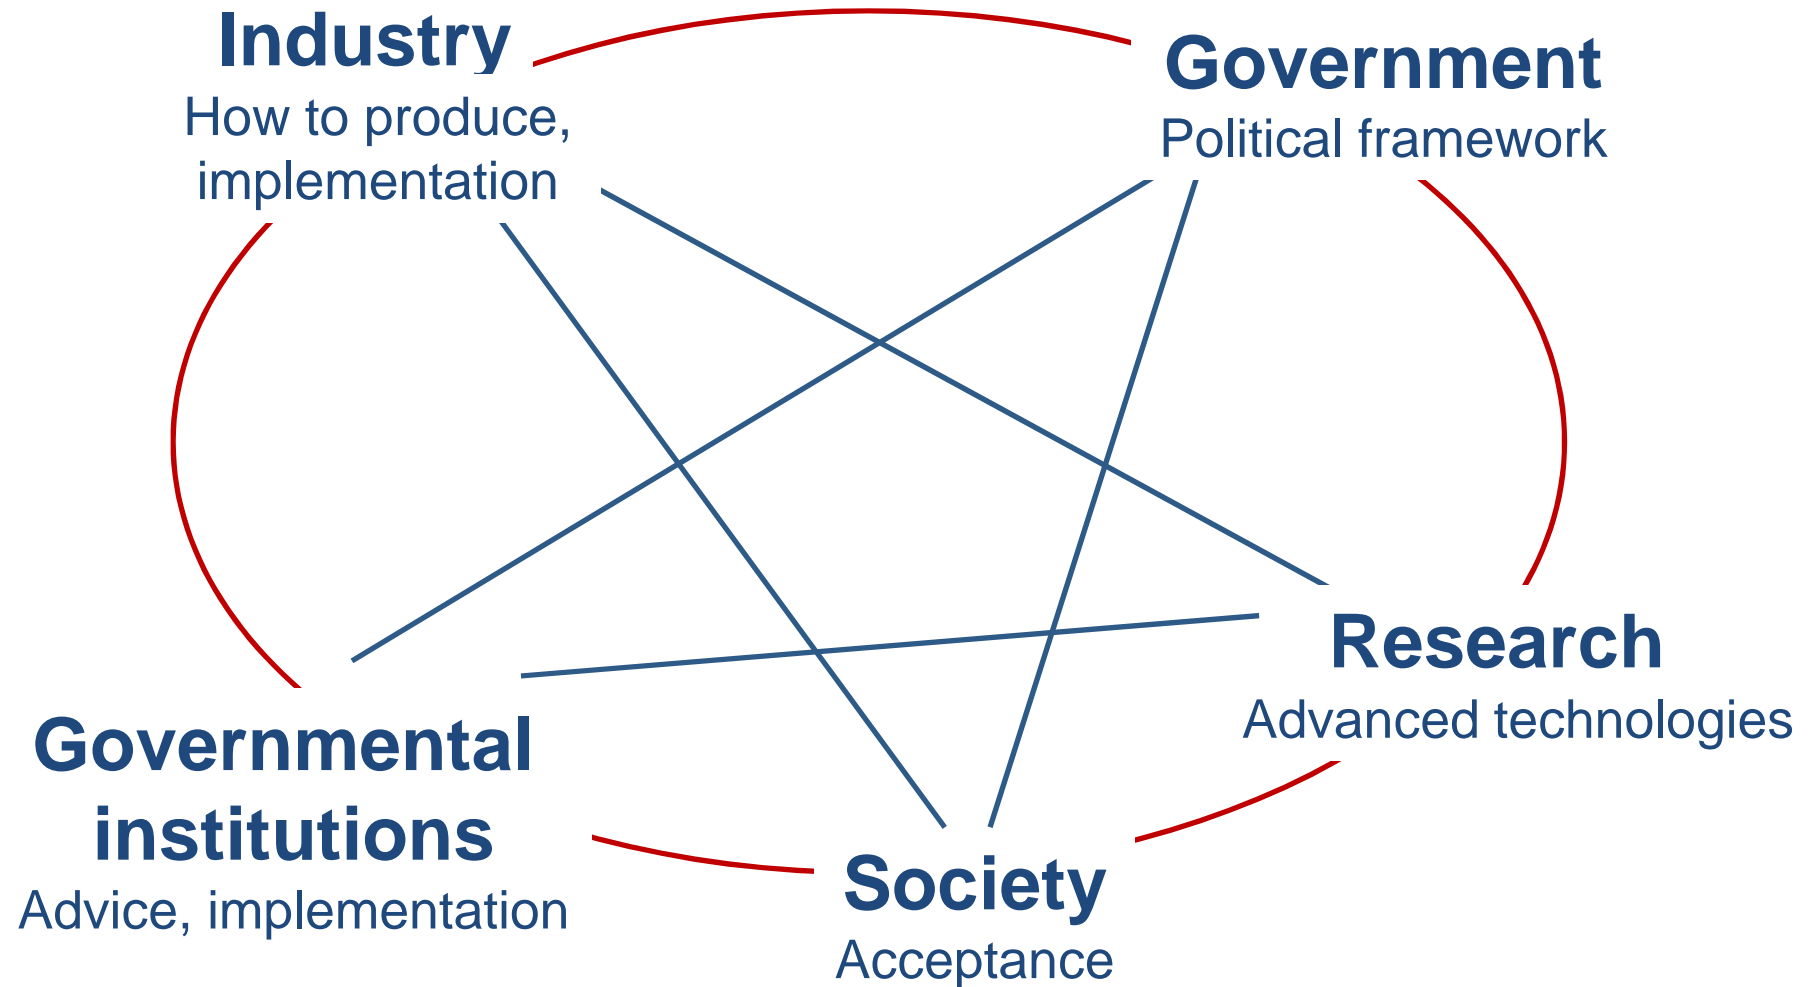 Industry
How to produce,
implementation
Government
Political framework
Research
Advanced technologies
Governmental
institutions
Advice, implementation
Society
Acceptance